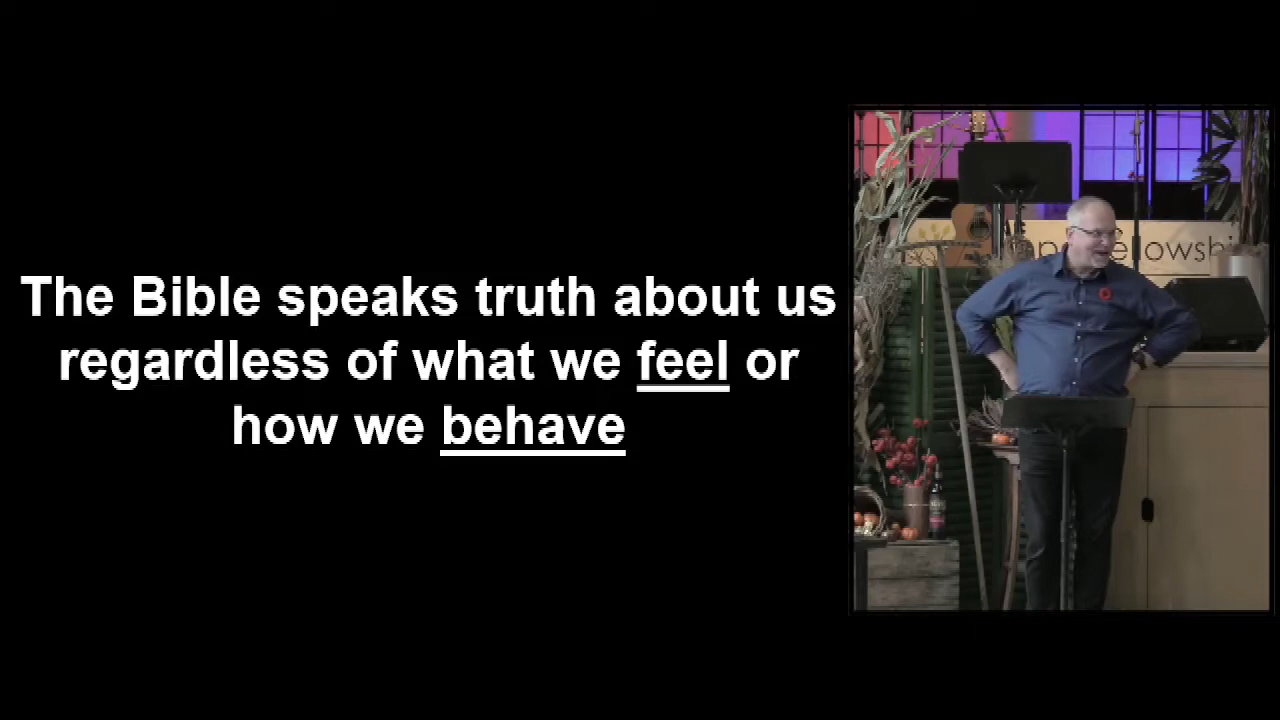 The Bible speaks truth about us
regardless of what we feel or
how we behave